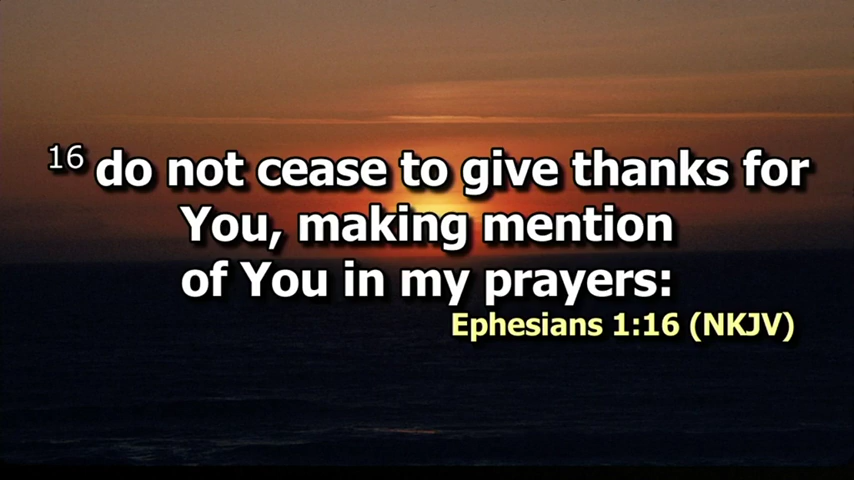 16 do not cease to give thanks for
You, making mention
of You in my prayers:
Ephesians 1:16 (NKJV)